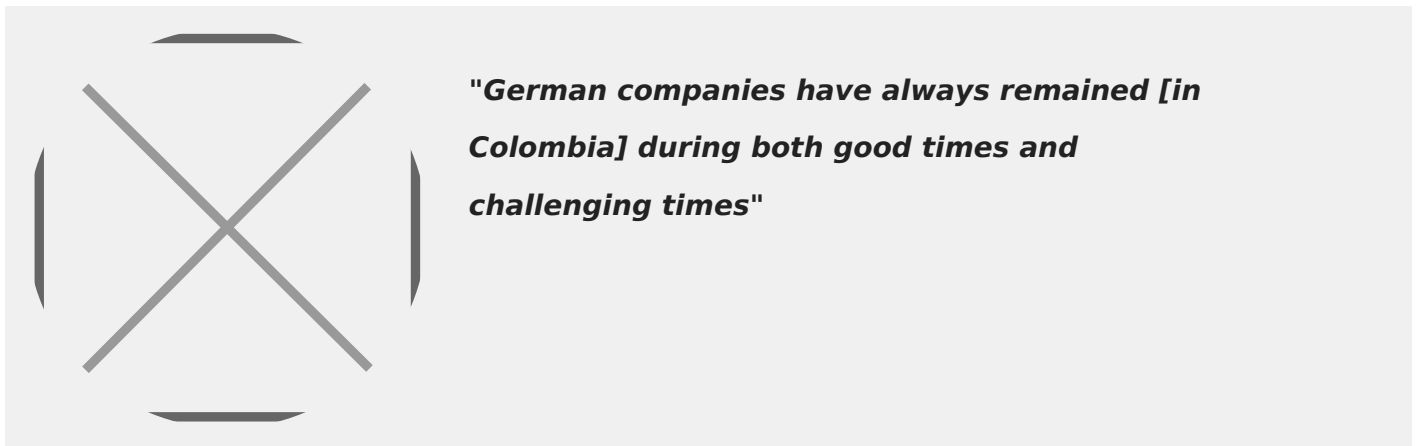 "German companies have always remained [in
Colombia] during both good times and
challenging times"